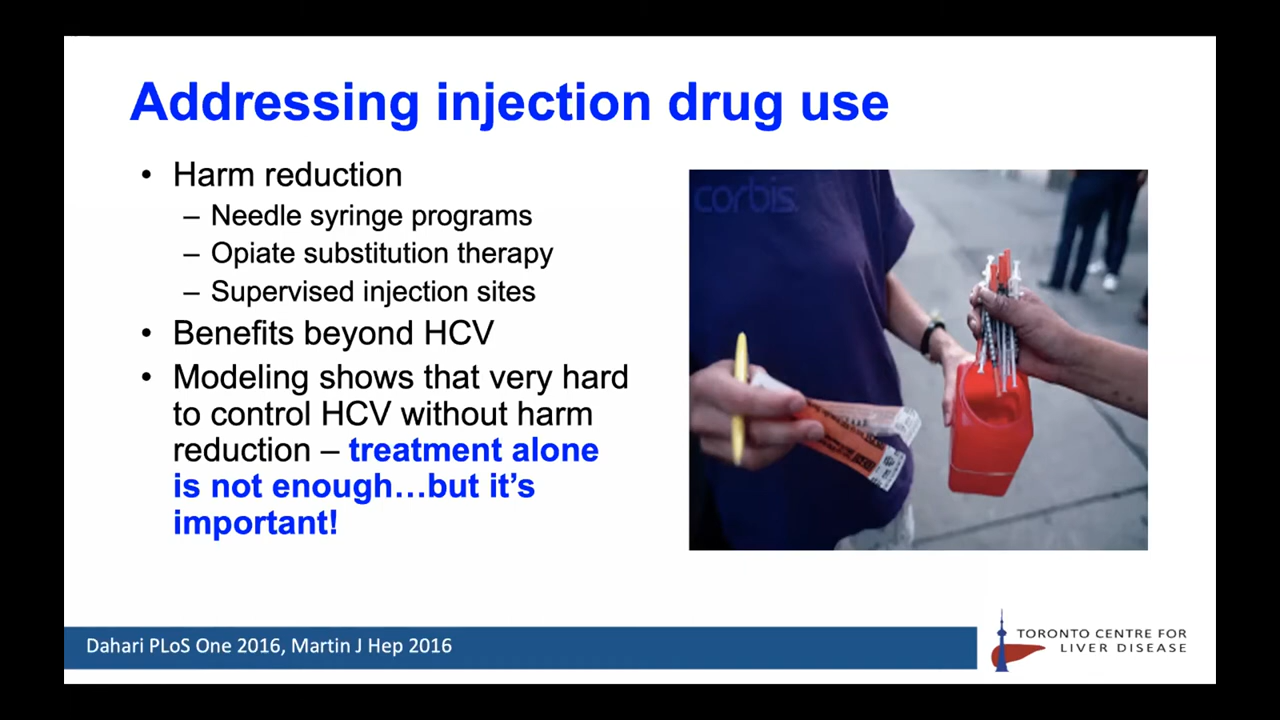 Addressing injection drug use
• Harm reduction
– Needle syringe programs
– Opiate substitution therapy
– Supervised injection sites
• Benefits beyond HCV
• Modeling shows that very hard
to control HCV without harm
reduction – treatment alone
is not enough…but it’s
important!
corbis.
Dahari PLoS One 2016, Martin J Hep 2016
TORONTO CENTRE FOR
LIVER DISEASE